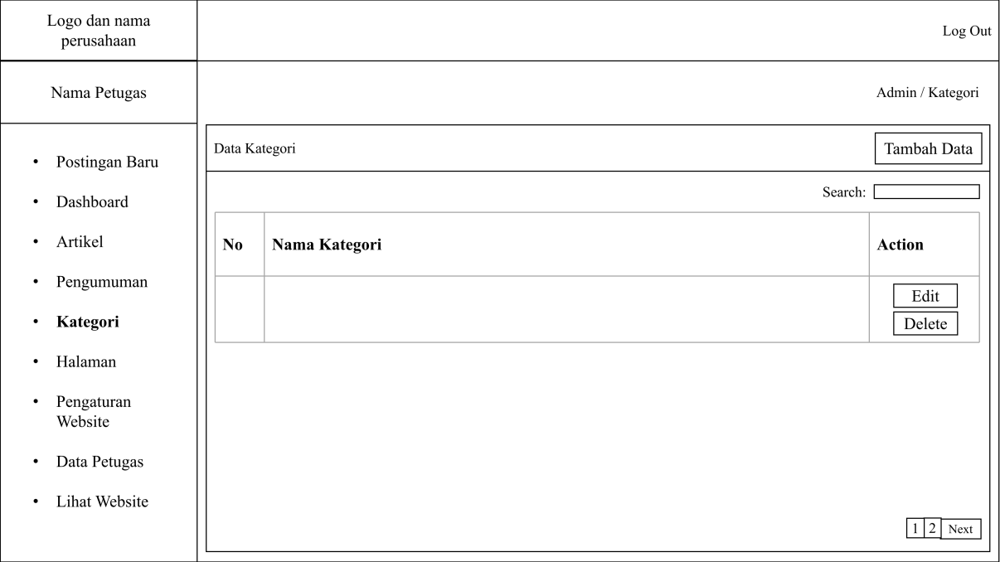 Logo dan nama
perusahaan
Log Out
Nama Petugas
Admin / Kategori
• Postingan Baru
• Dashboard
• Artikel
• Pengumuman
• Kategori
• Halaman
• Pengaturan
Website
• Data Petugas
• Lihat Website
Data Kategori
Tambah Data
Search:
No Nama Kategori Action
Edit
Delete
1 2 Next